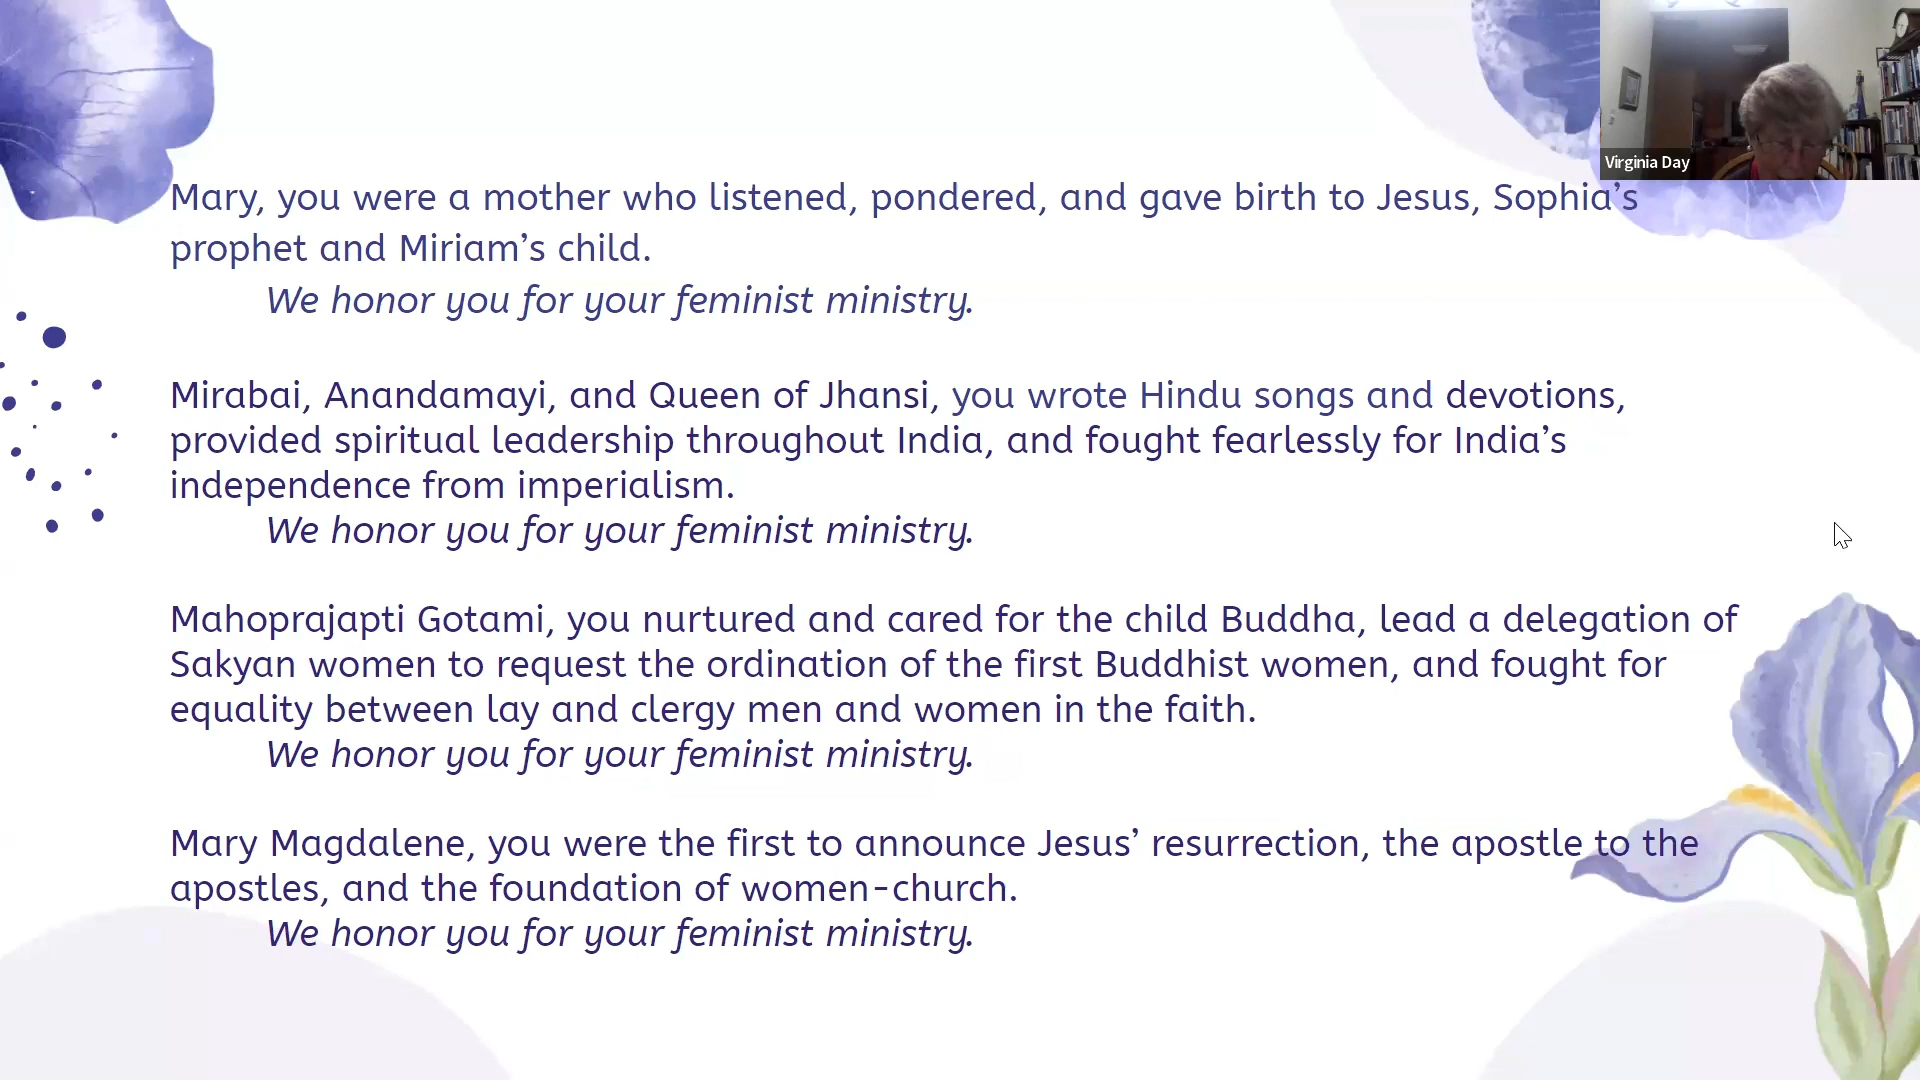 Virginia Day
Mary, you were a mother who listened, pondered, and gave birth to Jesus, Sophia's
prophet and Miriam's child.
We honor you for your feminist ministry.
Mirabai, Anandamayi, and Queen of Jhansi, you wrote Hindu songs and devotions,
provided spiritual leadership throughout India, and fought fearlessly for India's
independence from imperialism.
We honor you for your feminist ministry.
Mahoprajapti Gotami, you nurtured and cared for the child Buddha, lead a delegation of
Sakyan women to request the ordination of the first Buddhist women, and fought for
equality between lay and clergy men and women in the faith.
We honor you for your feminist ministry.
Mary Magdalene, you were the first to announce Jesus' resurrection, the apostle to the
apostles, and the foundation of women-church.
We honor you for your feminist ministry.